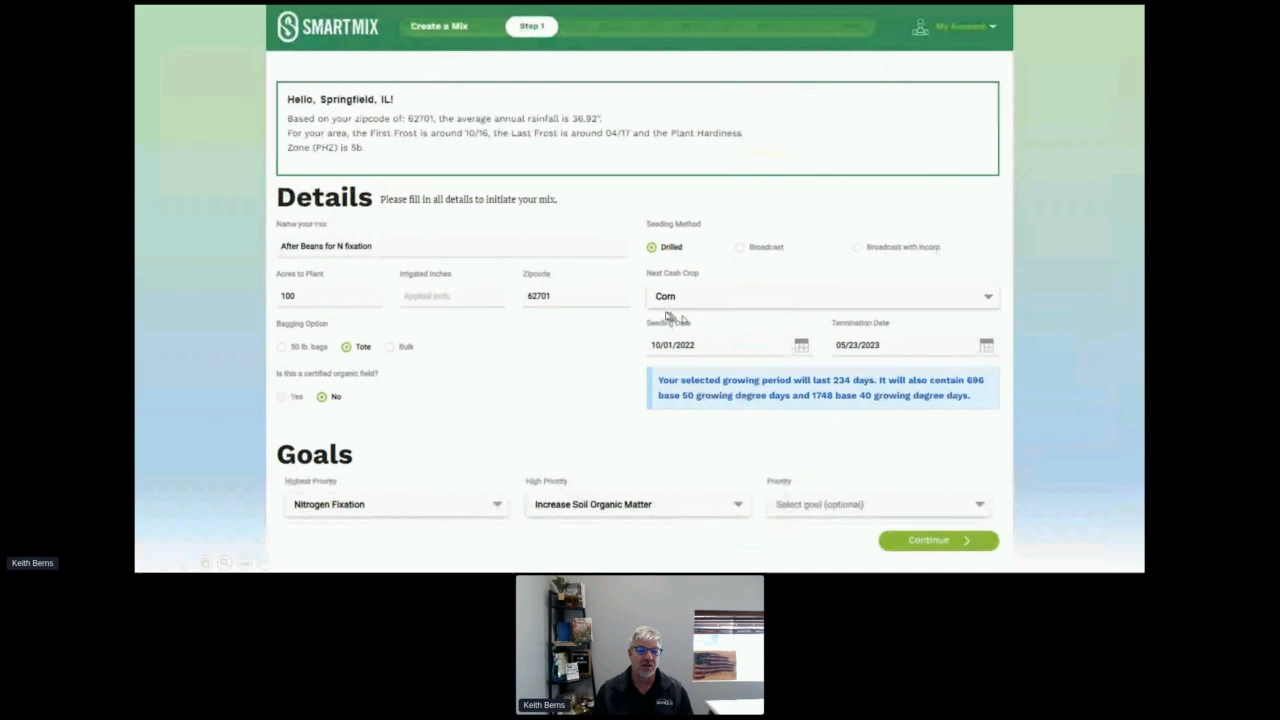 SMARTMIX
Create a Mix
Step 1
My Account
Hello, Springfield, IL!
Based on your zipcode of: 62701, the average annual rainfall is 36.92".
For your area, the First Frost is around 10/16, the Last Frost is around 04/17 and the Plant Hardiness
Zone (PHZ) is 5b.
Details Please fill in all details to initiate your mix.
Name your mix
After Beans for N fixation
Seeding Method
Drilled Broadcast Broadcast with Incorp
Acres to Plant Irrigated inches Zipcode
100 Applied inch. 62701
Next Cash Crop
Corn
Bagging Option
50 lb. bags Tote Bulk
Seeding Date Termination Date
10/01/2022 05/23/2023
Is this a certified organic field?
Yes No
Your selected growing period will last 234 days. It will also contain 696
base 50 growing degree days and 1748 base 40 growing degree days.
Goals
Highest Priority High Priority Priority
Nitrogen Fixation Increase Soil Organic Matter Select goal (optional)
Continue
Keith Berns
Keith Berns